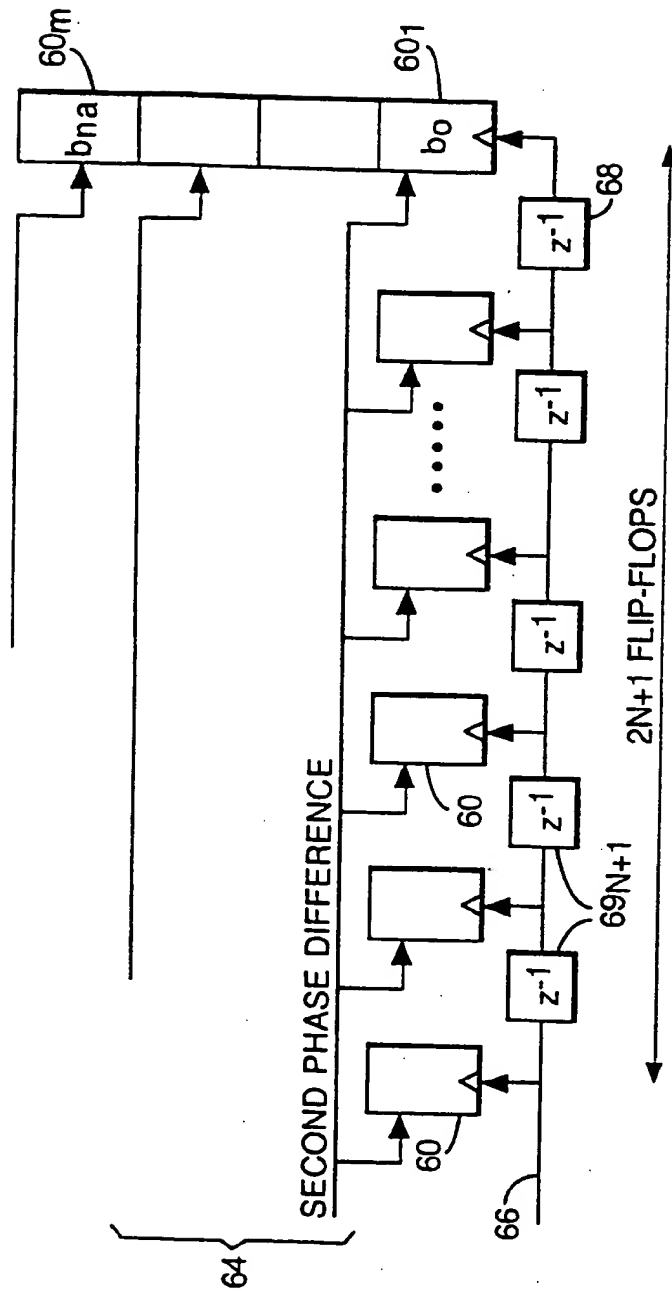 60m
bna
601
b0
SECOND PHASE DIFFERENCE
64
60
60
66
z-1
z-1
z-1
z-1
z-1
68
69N+1
2N+1 FLIP-FLOPS